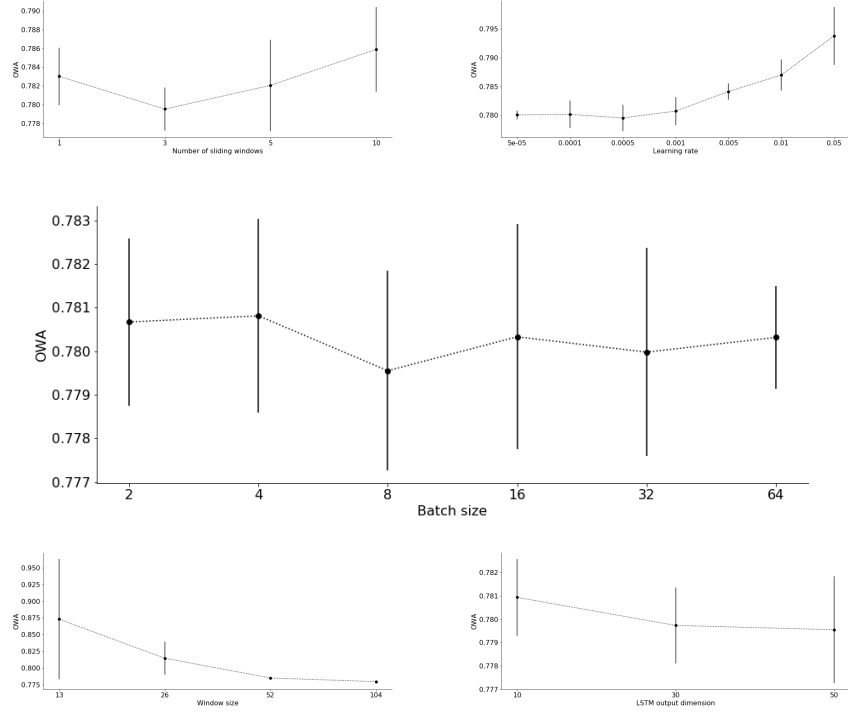 0.790
0.788
0.786
0.784
0.782
0.780
0.778
OWA
1 3 5 10
Number of sliding windows
0.795
0.790
0.785
0.780
OWA
5e-05 0.0001 0.0005 0.001 0.005 0.01 0.05
Learning rate
0.783
0.782
0.781
0.780
0.779
0.778
0.777
OWA
2 4 8 16 32 64
Batch size
0.950
0.925
0.900
0.875
0.850
0.825
0.800
0.775
OWA
13 26 52 104
Window size
0.782
0.781
0.780
0.779
0.778
0.777
OWA
10 30 50
LSTM output dimension